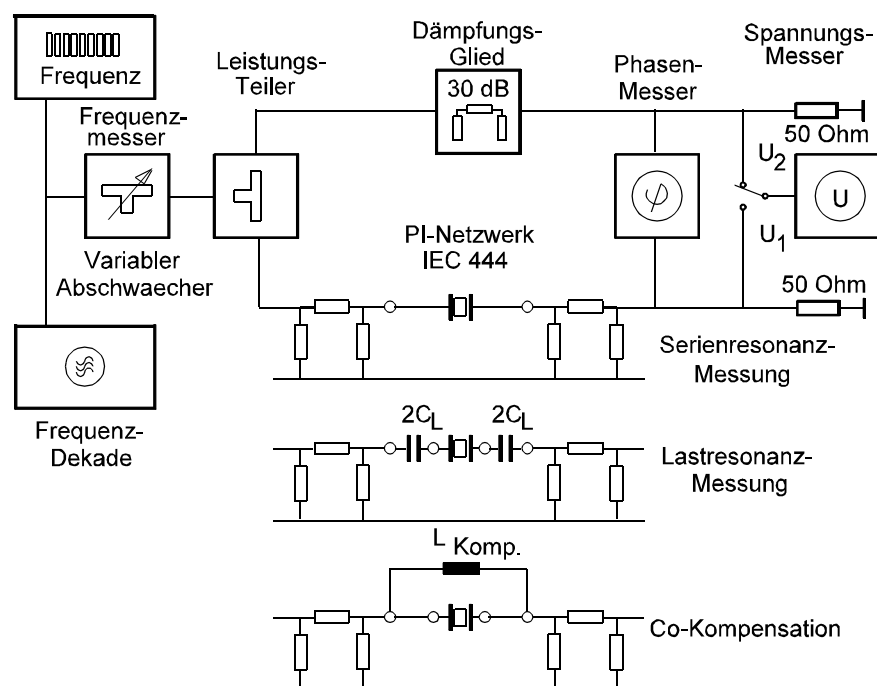 Frequenz
Frequenz-
messer
Variabler
Abschwaecher
Frequenz-
Dekade
Leistungs-
Teiler
Dämpfungs-
Glied
30 dB
Phasen-
Messer
φ
Spannungs-
Messer
50 Ohm
U2
U
U1
50 Ohm
PI-Netzwerk
IEC 444
Serienresonanz-
Messung
2CL 2CL
Lastresonanz-
Messung
L Komp.
Co-Kompensation